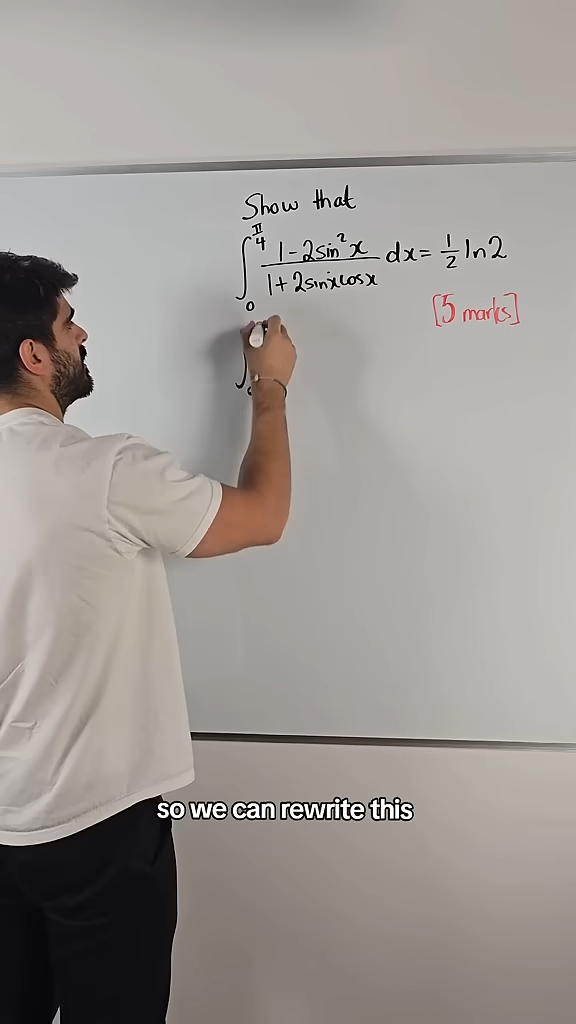 Show that
∫₀^{π/4} (1 - 2sin²x)/(1 + 2sinxcosx) dx = 1/2 ln2
[5 marks]
∫
so we can rewrite this